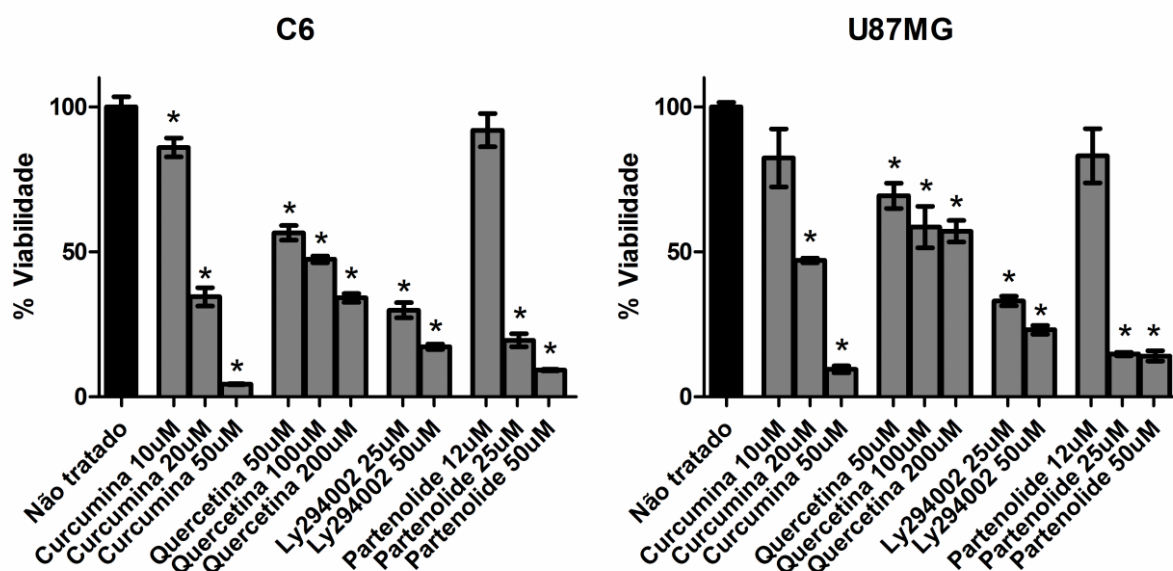 C6
% Viabilidade
100
*
*
*
*
*
*
*
*
*
*
50
0
Não tratado
Curcumina 10uM
Curcumina 20uM
Curcumina 50uM
Quercetina 50uM
Quercetina 100uM
Quercetina 200uM
Ly294002 25uM
Ly294002 50uM
Partenolide 12uM
Partenolide 25uM
Partenolide 50uM
U87MG
% Viabilidade
100
*
*
*
*
*
*
*
*
*
50
0
Não tratado
Curcumina 10uM
Curcumina 20uM
Curcumina 50uM
Quercetina 50uM
Quercetina 100uM
Quercetina 200uM
Ly294002 25uM
Ly294002 50uM
Partenolide 12uM
Partenolide 25uM
Partenolide 50uM